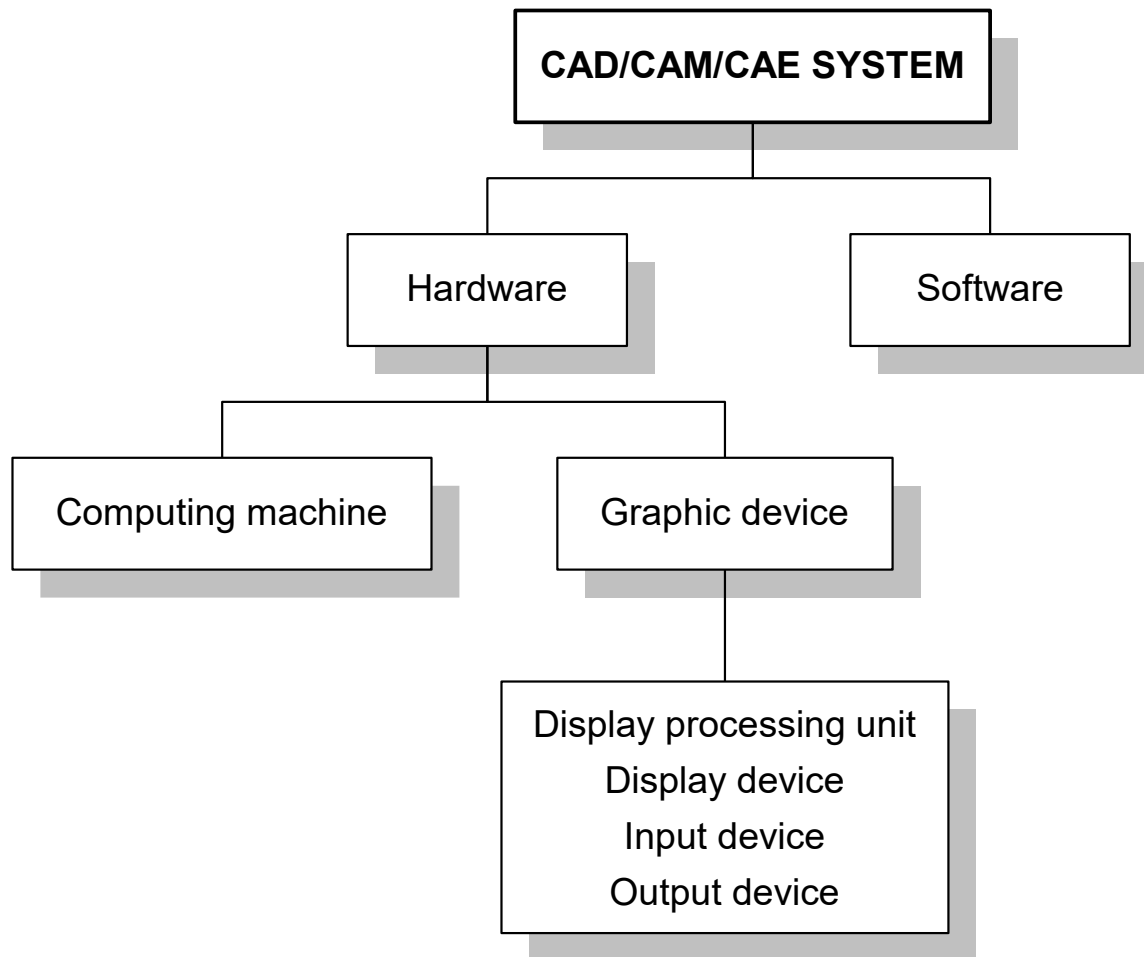 CAD/CAM/CAE SYSTEM
Hardware
Software
Computing machine
Graphic device
Display processing unit
Display device
Input device
Output device